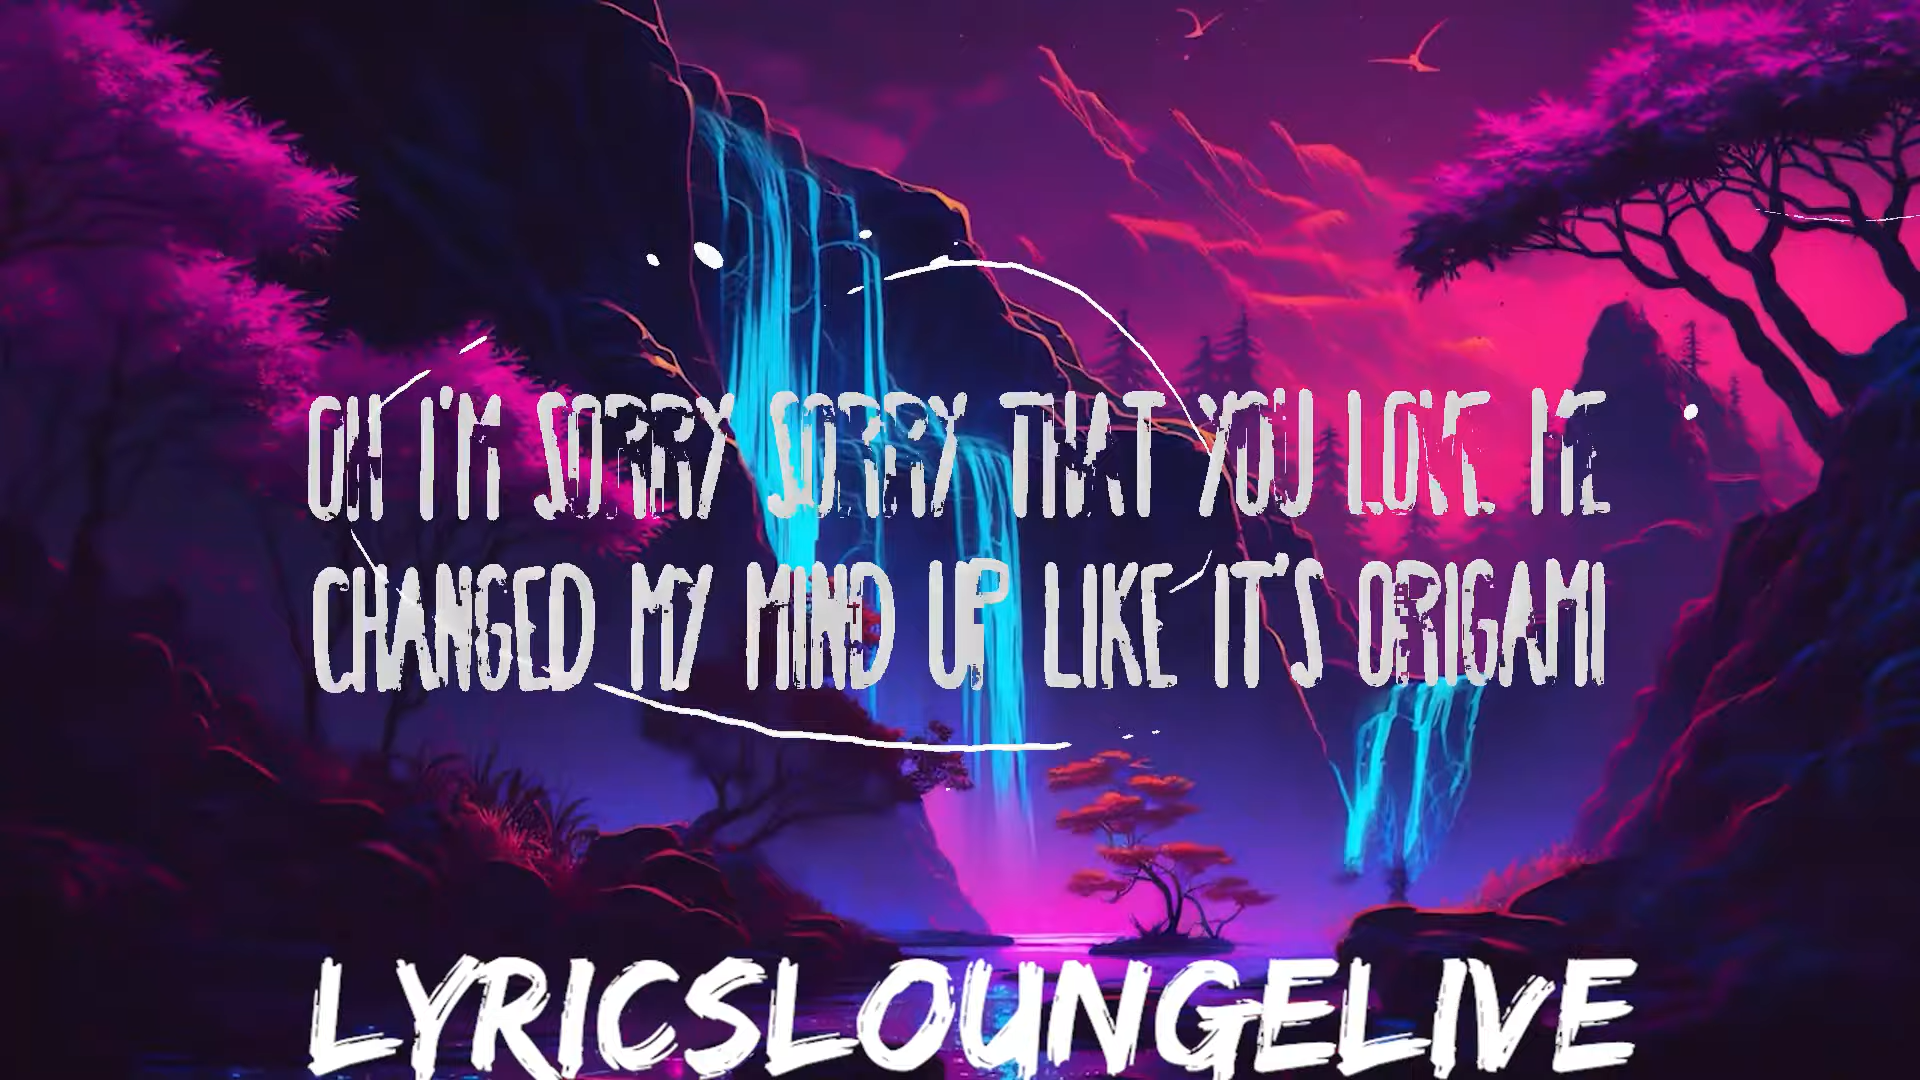 OH I'M SORRY SORRY THAT YOU LOVE ME
CHANGED MY MIND UP LIKE IT'S ORIGAMI
LYRICSLOUNGELIVE